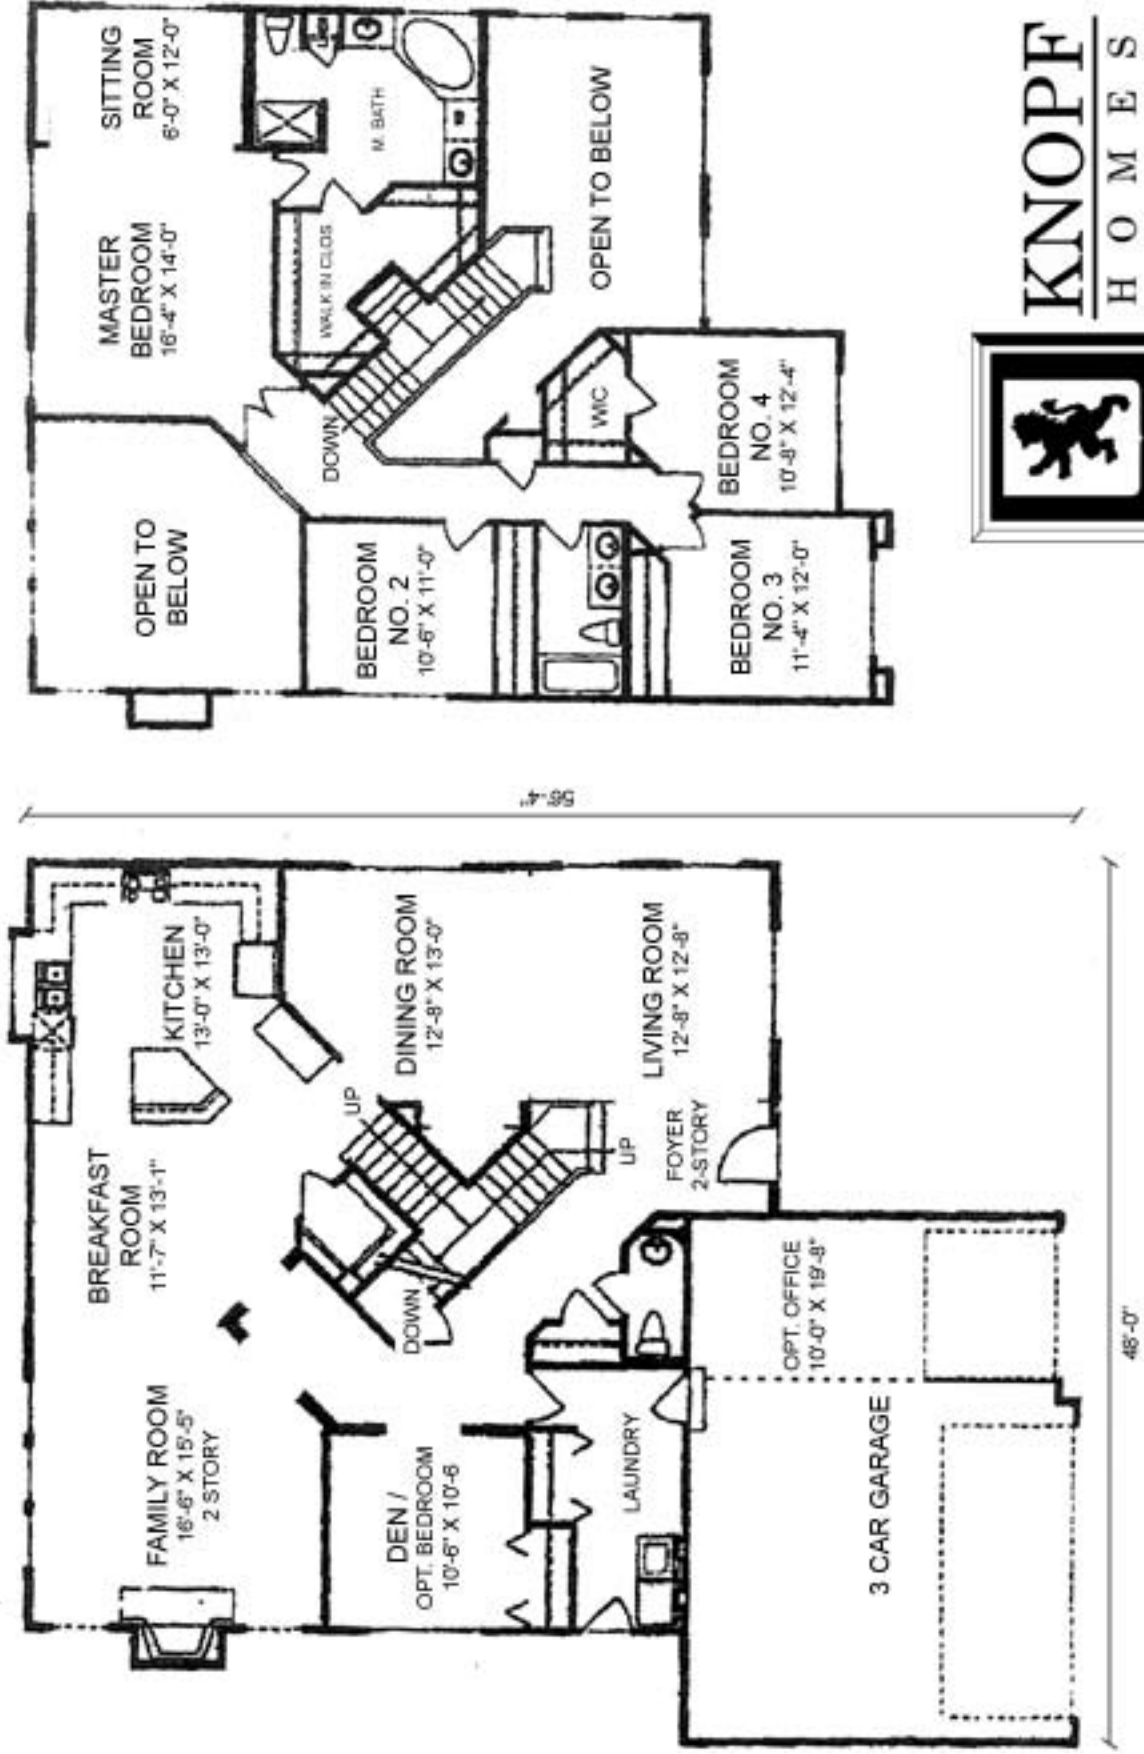 BREAKFAST
ROOM
11'-7" X 13'-1"
KITCHEN
13'-0" X 13'-0"
FAMILY ROOM
16'-6" X 15'-5"
2 STORY
DINING ROOM
12'-8" X 13'-0"
UP
DOWN
DEN /
OPT. BEDROOM
10'-6" X 10'-6
LIVING ROOM
12'-8" X 12'-8"
UP
FOYER
2-STORY
LAUNDRY
OPT. OFFICE
10'-0" X 19'-8"
3 CAR GARAGE
48'-0"
56'-4"
SITTING
ROOM
6'-0" X 12'-0"
MASTER
BEDROOM
16'-4" X 14'-0"
M. BATH
WALK IN CLOS
OPEN TO
BELOW
DOWN
OPEN TO BELOW
BEDROOM
NO. 2
10'-6" X 11'-0"
WIC
BEDROOM
NO. 4
10'-8" X 12'-4"
BEDROOM
NO. 3
11'-4" X 12'-0"
KNOPF
HOMES